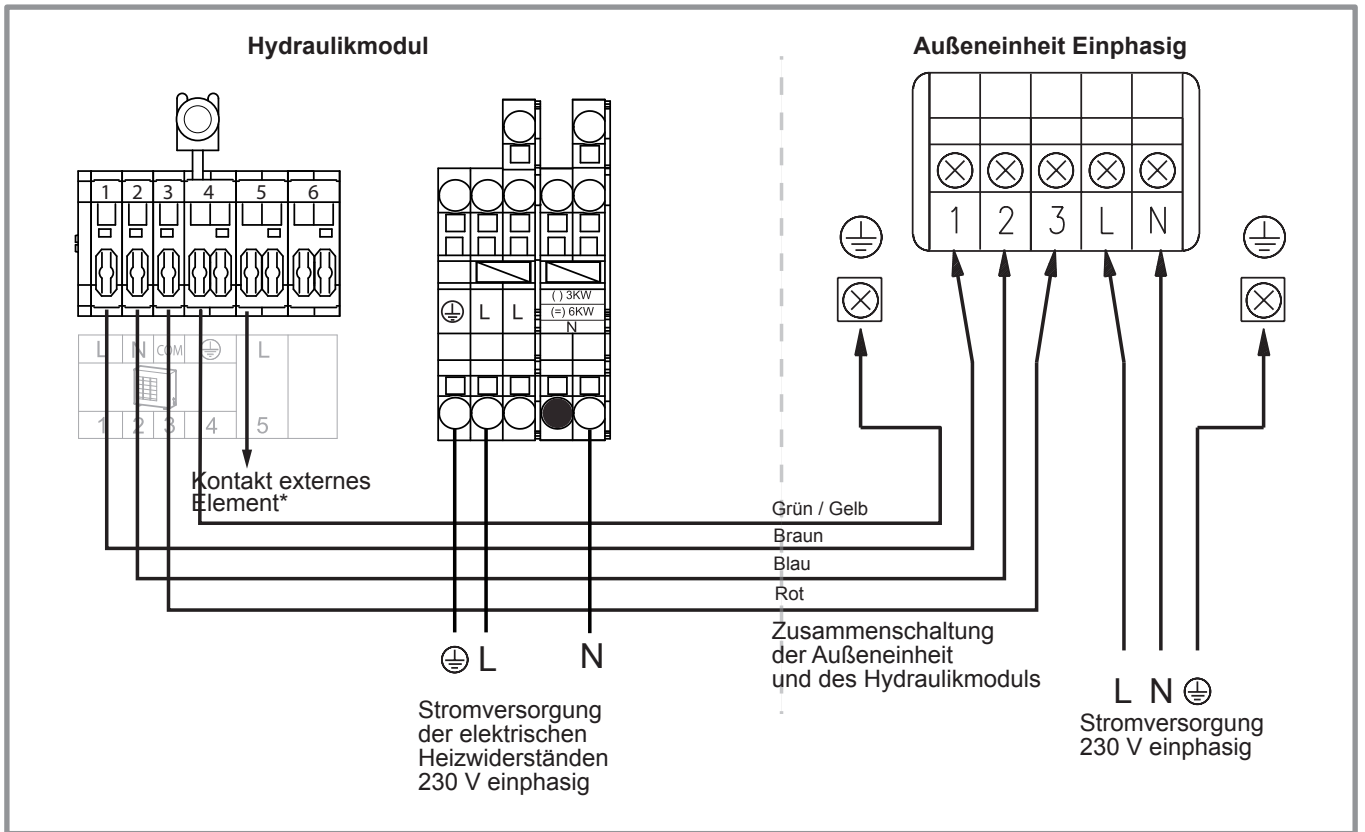 Hydraulikmodul
Außeneinheit Einphasig
1 2 3 4 5 6
L N COM L
1 2 3 4 5
Kontakt externes
Element*
L L
( ) 3KW
(=) 6KW
N
1 2 3 L N
Grün / Gelb
Braun
Blau
Rot
Zusammenschaltung
der Außeneinheit
und des Hydraulikmoduls
L N
Stromversorgung
der elektrischen
Heizwiderständen
230 V einphasig
L N
Stromversorgung
230 V einphasig